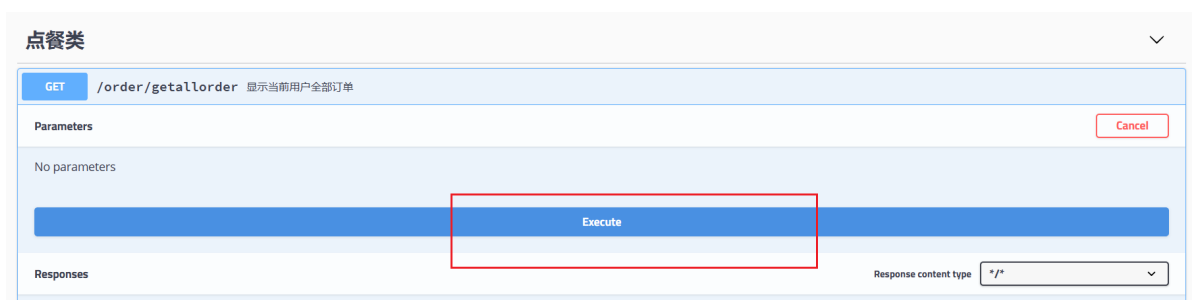 点餐类
GET /order/getallorder 显示当前用户全部订单
Parameters Cancel
No parameters
Execute
Responses Response content type */*